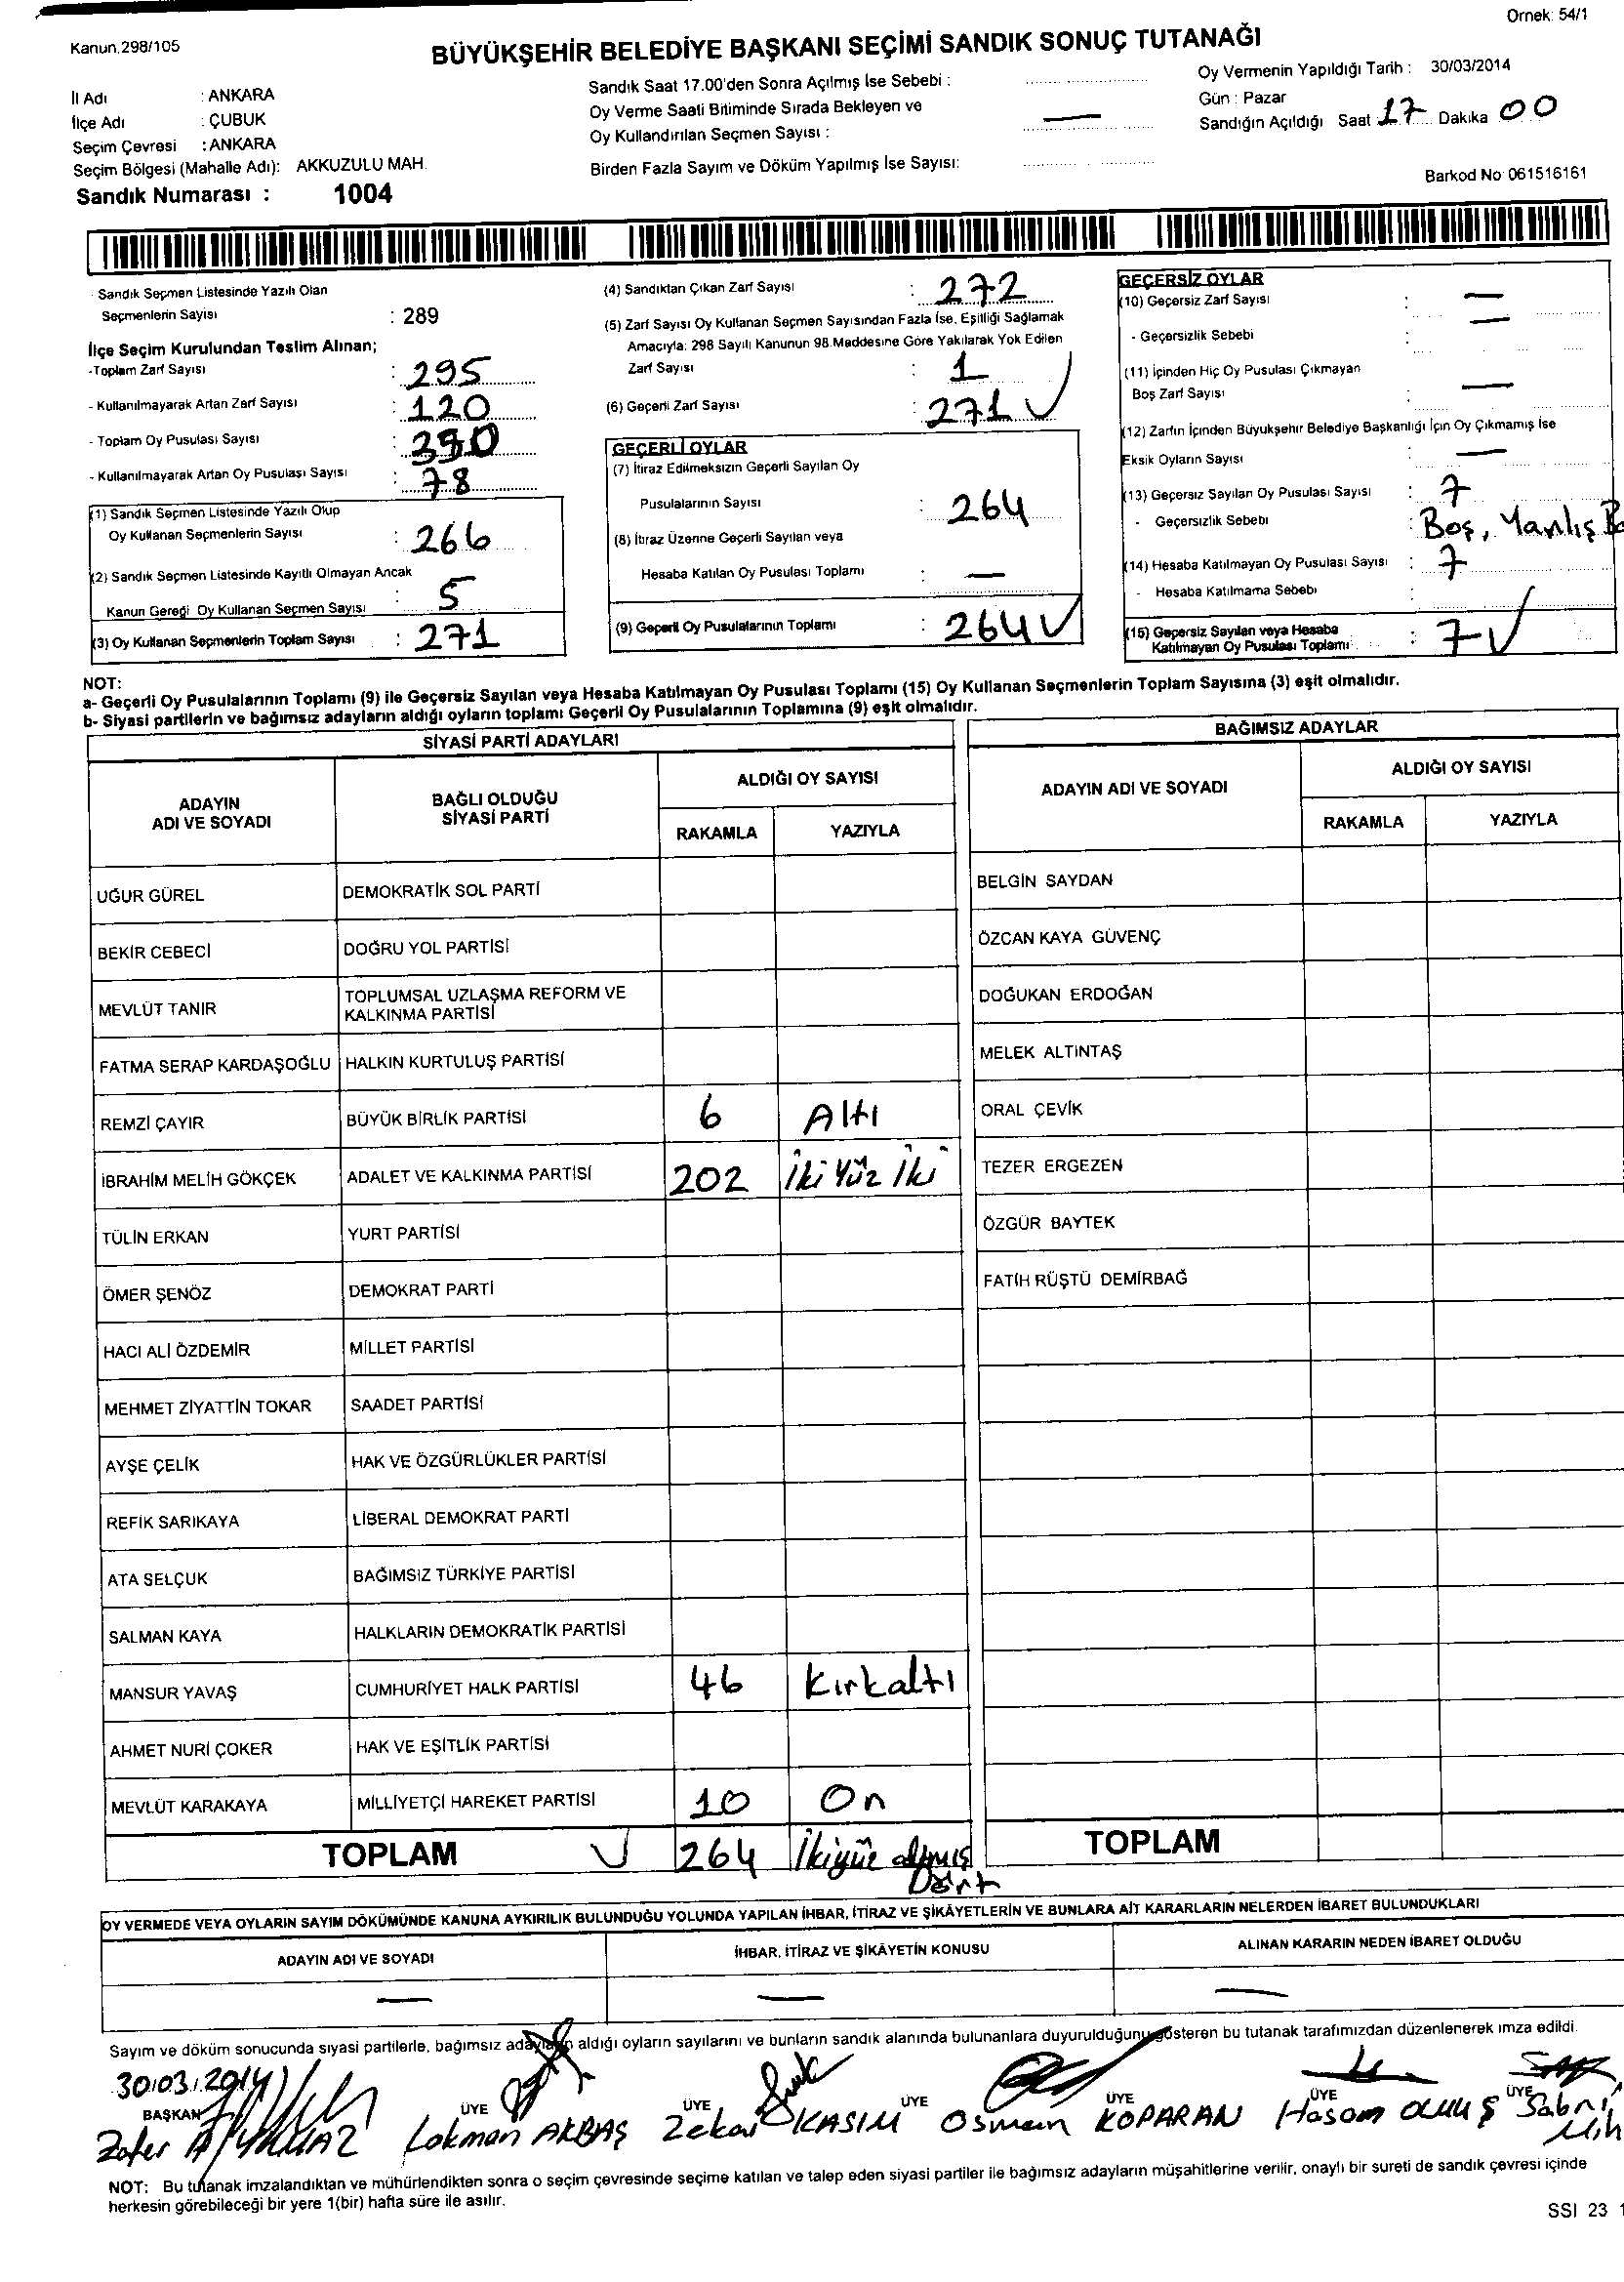 Ornek: 54/1
Kanun.298/105
BÜYÜKŞEHİR BELEDİYE BAŞKANI SEÇİMİ SANDIK SONUÇ TUTANAĞI
İl Adı : ANKARA
İlçe Adı : ÇUBUK
Seçim Çevresi : ANKARA
Seçim Bölgesi (Mahalle Adı): AKKUZULU MAH.
Sandık Numarası : 1004
Sandık Saat 17.00'den Sonra Açılmış İse Sebebi :
Oy Verme Saati Bitiminde Sırada Bekleyen ve
Oy Kullandırılan Seçmen Sayısı : —
Birden Fazla Sayım ve Döküm Yapılmış İse Sayısı:
Oy Vermenin Yapıldığı Tarih : 30/03/2014
Gün : Pazar
Sandığın Açıldığı Saat 17 Dakika 00
Barkod No 061516161
- Sandık Seçmen Listesinde Yazılı Olan
Seçmenlerin Sayısı : 289
İlçe Seçim Kurulundan Teslim Alınan;
-Toplam Zarf Sayısı : 295
- Kullanılmayarak Artan Zarf Sayısı : 120
- Toplam Oy Pusulası Sayısı :
- Kullanılmayarak Artan Oy Pusulası Sayısı : 78
(1) Sandık Seçmen Listesinde Yazılı Olup
Oy Kullanan Seçmenlerin Sayısı : 266
(2) Sandık Seçmen Listesinde Kayıtlı Olmayan Ancak
Kanun Gereği Oy Kullanan Seçmen Sayısı : 5
(3) Oy Kullanan Seçmenlerin Toplam Sayısı : 271
(4) Sandıktan Çıkan Zarf Sayısı : 272
(5) Zarf Sayısı Oy Kullanan Seçmen Sayısından Fazla İse, Eşitliği Sağlamak
Amacıyla: 298 Sayılı Kanunun 98.Maddesine Göre Yakılarak Yok Edilen
Zarf Sayısı : 1
(6) Geçerli Zarf Sayısı : 271 ✓
GEÇERLİ OYLAR
(7) İtiraz Edilmeksizin Geçerli Sayılan Oy
Pusulalarının Sayısı : 264
(8) İtiraz Üzerine Geçerli Sayılan veya
Hesaba Katılan Oy Pusulası Toplamı : —
(9) Geçerli Oy Pusulalarının Toplamı : 264 ✓
GEÇERSİZ OYLAR
(10) Geçersiz Zarf Sayısı : —
- Geçersizlik Sebebi : —
(11) İçinden Hiç Oy Pusulası Çıkmayan
Boş Zarf Sayısı : —
(12) Zarfın İçinden Büyükşehir Belediye Başkanlığı İçin Oy Çıkmamış İse
Eksik Oyların Sayısı : —
(13) Geçersiz Sayılan Oy Pusulası Sayısı : 7
- Geçersizlik Sebebi : Boş, Yanlış
(14) Hesaba Katılmayan Oy Pusulası Sayısı : 7
- Hesaba Katılmama Sebebi :
(15) Geçersiz Sayılan veya Hesaba
Katılmayan Oy Pusulası Toplamı : 7 ✓
NOT:
a- Geçerli Oy Pusulalarının Toplamı (9) ile Geçersiz Sayılan veya Hesaba Katılmayan Oy Pusulası Toplamı (15) Oy Kullanan Seçmenlerin Toplam Sayısına (3) eşit olmalıdır.
b- Siyasi partilerin ve bağımsız adayların aldığı oyların toplamı Geçerli Oy Pusulalarının Toplamına (9) eşit olmalıdır.
SİYASİ PARTİ ADAYLARI
ADAYIN
ADI VE SOYADI
BAĞLI OLDUĞU
SİYASİ PARTİ
ALDIĞI OY SAYISI
RAKAMLA YAZIYLA
UĞUR GÜREL DEMOKRATİK SOL PARTİ
BEKİR CEBECİ DOĞRU YOL PARTİSİ
MEVLÜT TANIR TOPLUMSAL UZLAŞMA REFORM VE
KALKINMA PARTİSİ
FATMA SERAP KARDAŞOĞLU HALKIN KURTULUŞ PARTİSİ
REMZİ ÇAYIR BÜYÜK BİRLİK PARTİSİ 6 Altı
İBRAHİM MELİH GÖKÇEK ADALET VE KALKINMA PARTİSİ 202 İki Yüz İki
TÜLİN ERKAN YURT PARTİSİ
ÖMER ŞENÖZ DEMOKRAT PARTİ
HACI ALİ ÖZDEMİR MİLLET PARTİSİ
MEHMET ZİYATTİN TOKAR SAADET PARTİSİ
AYŞE ÇELİK HAK VE ÖZGÜRLÜKLER PARTİSİ
REFİK SARIKAYA LİBERAL DEMOKRAT PARTİ
ATA SELÇUK BAĞIMSIZ TÜRKİYE PARTİSİ
SALMAN KAYA HALKLARIN DEMOKRATİK PARTİSİ
MANSUR YAVAŞ CUMHURİYET HALK PARTİSİ 46 Kırkaltı
AHMET NURİ ÇOKER HAK VE EŞİTLİK PARTİSİ
MEVLÜT KARAKAYA MİLLİYETÇİ HAREKET PARTİSİ 10 On
TOPLAM ✓ 264 İkiyüz altmış
Dört
BAĞIMSIZ ADAYLAR
ADAYIN ADI VE SOYADI
ALDIĞI OY SAYISI
RAKAMLA YAZIYLA
BELGİN SAYDAN
ÖZCAN KAYA GÜVENÇ
DOĞUKAN ERDOĞAN
MELEK ALTINTAŞ
ORAL ÇEVİK
TEZER ERGEZEN
ÖZGÜR BAYTEK
FATİH RÜŞTÜ DEMİRBAĞ
TOPLAM
OY VERMEDE VEYA OYLARIN SAYIM DÖKÜMÜNDE KANUNA AYKIRILIK BULUNDUĞU YOLUNDA YAPILAN İHBAR, İTİRAZ VE ŞİKÂYETLERİN VE BUNLARA AİT KARARLARIN NELERDEN İBARET BULUNDUKLARI
ADAYIN ADI VE SOYADI İHBAR, İTİRAZ VE ŞİKÂYETİN KONUSU ALINAN KARARIN NEDEN İBARET OLDUĞU
— — —
Sayım ve döküm sonucunda siyasi partilerle, bağımsız adayların aldığı oyların sayılarını ve bunların sandık alanında bulunanlara duyurulduğunu gösteren bu tutanak tarafımızdan düzenlenerek imza edildi.
30/03/2014
BAŞKAN ÜYE ÜYE ÜYE ÜYE ÜYE ÜYE
Zafer Lokman AKBAŞ Zekai KASIM Osman KOPARAN Hasan Sabri
NOT: Bu tutanak imzalandıktan ve mühürlendikten sonra o seçim çevresinde seçime katılan ve talep eden siyasi partiler ile bağımsız adayların müşahitlerine verilir, onaylı bir sureti de sandık çevresi içinde
herkesin görebileceği bir yere 1(bir) hafta süre ile asılır.
SSI 23 1